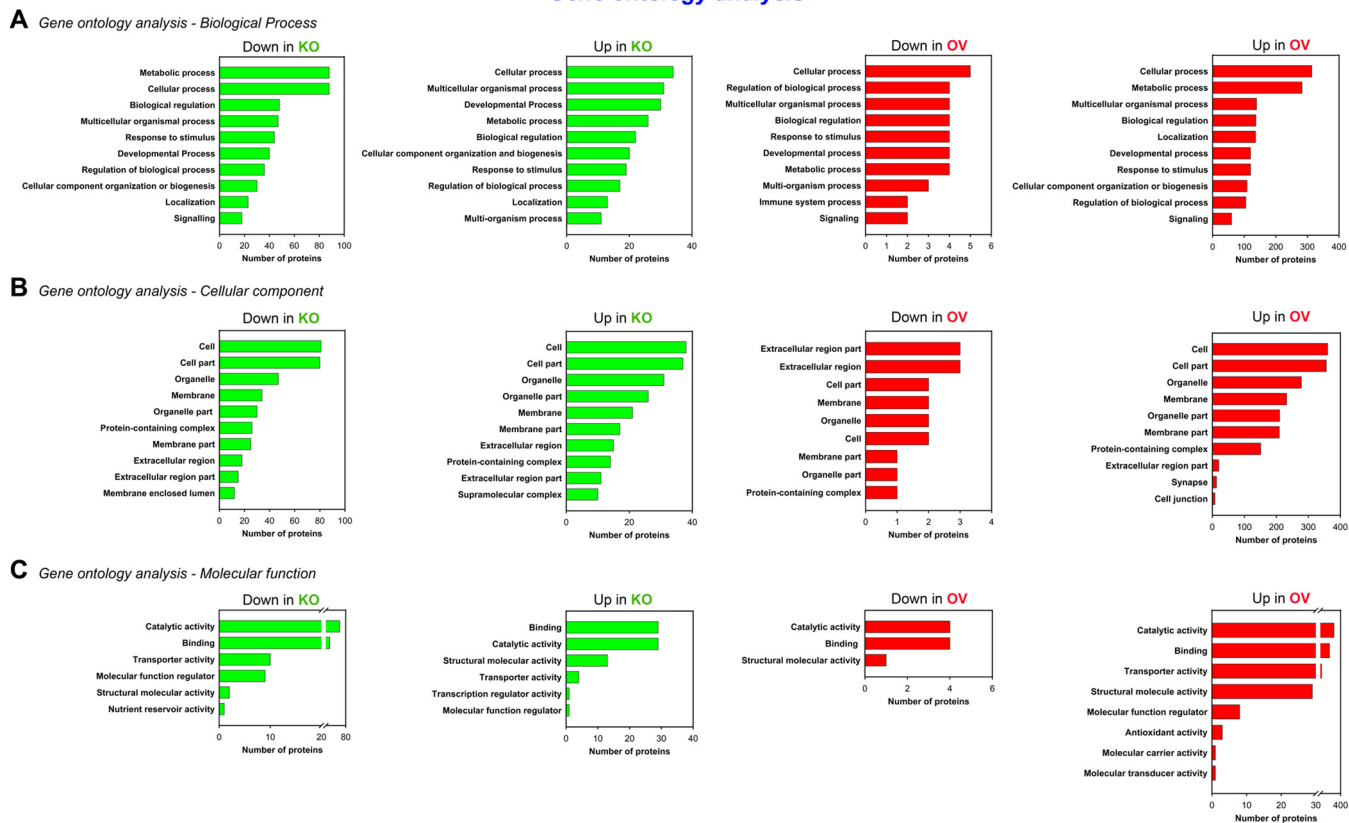 Gene ontology analysis
A Gene ontology analysis - Biological Process
Down in KO
Metabolic process
Cellular process
Biological regulation
Multicellular organismal process
Response to stimulus
Developmental Process
Regulation of biological process
Cellular component organization or biogenesis
Localization
Signalling
0 20 40 60 80 100
Number of proteins
Up in KO
Cellular process
Multicellular organismal process
Developmental Process
Metabolic process
Biological regulation
Cellular component organization and biogenesis
Response to stimulus
Regulation of biological process
Localization
Multi-organism process
0 20 40
Number of proteins
Down in OV
Cellular process
Regulation of biological process
Multicellular organismal process
Biological regulation
Response to stimulus
Developmental process
Metabolic process
Multi-organism process
Immune system process
Signaling
0 1 2 3 4 5 6
Number of proteins
Up in OV
Cellular process
Metabolic process
Multicellular organismal process
Biological regulation
Localization
Developmental process
Response to stimulus
Cellular component organization or biogenesis
Regulation of biological process
Signaling
0 100 200 300 400
Number of proteins
B Gene ontology analysis - Cellular component
Down in KO
Cell
Cell part
Organelle
Membrane
Organelle part
Protein-containing complex
Membrane part
Extracellular region
Extracellular region part
Membrane enclosed lumen
0 20 40 60 80 100
Number of proteins
Up in KO
Cell
Cell part
Organelle
Organelle part
Membrane
Membrane part
Extracellular region
Protein-containing complex
Extracellular region part
Supramolecular complex
0 20 40
Number of proteins
Down in OV
Extracellular region part
Extracellular region
Cell part
Membrane
Organelle
Cell
Membrane part
Organelle part
Protein-containing complex
0 1 2 3 4
Number of proteins
Up in OV
Cell
Cell part
Organelle
Membrane
Organelle part
Membrane part
Protein-containing complex
Extracellular region part
Synapse
Cell junction
0 100 200 300 400
Number of proteins
C Gene ontology analysis - Molecular function
Down in KO
Catalytic activity
Binding
Transporter activity
Molecular function regulator
Structural molecular activity
Nutrient reservoir activity
0 10 20 80
Number of proteins
Up in KO
Binding
Catalytic activity
Structural molecular activity
Transporter activity
Transcription regulator activity
Molecular function regulator
0 10 20 30 40
Number of proteins
Down in OV
Catalytic activity
Binding
Structural molecular activity
0 2 4 6
Number of proteins
Up in OV
Catalytic activity
Binding
Transporter activity
Structural molecule activity
Molecular function regulator
Antioxidant activity
Molecular carrier activity
Molecular transducer activity
0 10 20 30 400
Number of proteins